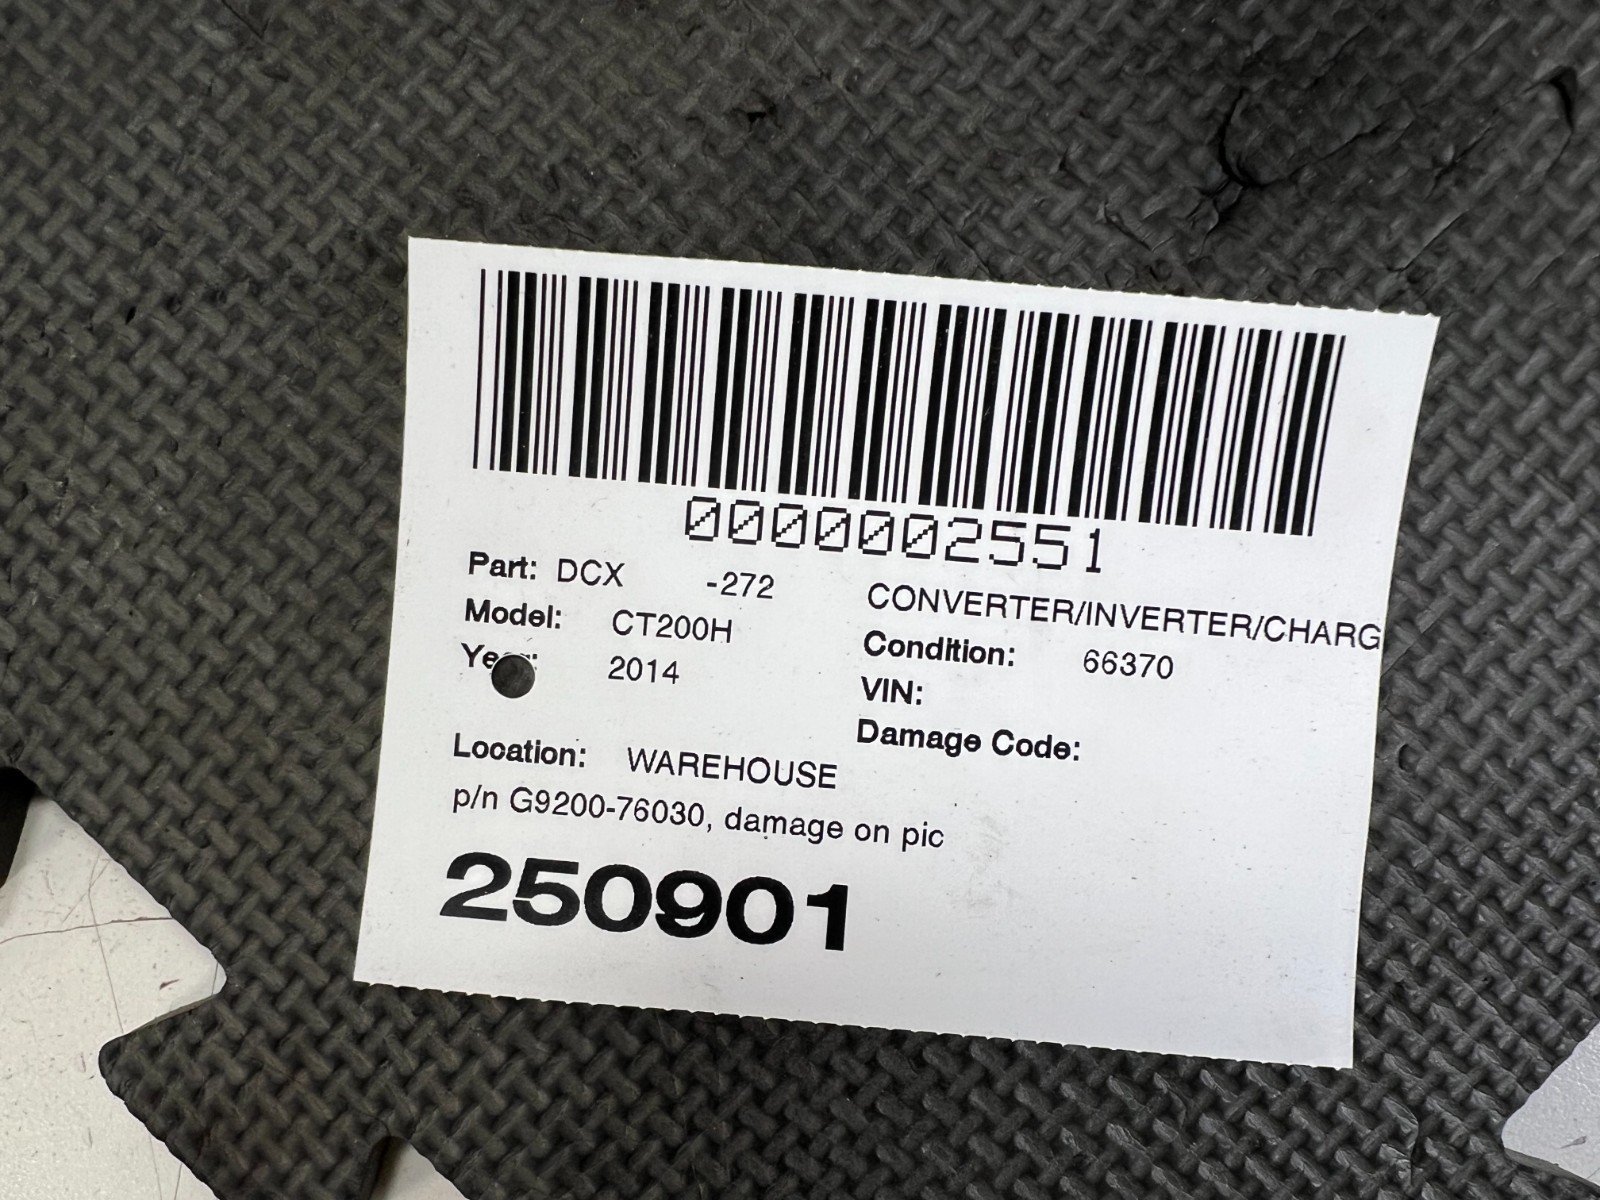 0000002551
Part: DCX -272 CONVERTER/INVERTER/CHARG
Model: CT200H Condition: 66370
Year: 2014 VIN:
Damage Code:
Location: WAREHOUSE
p/n G9200-76030, damage on pic
250901